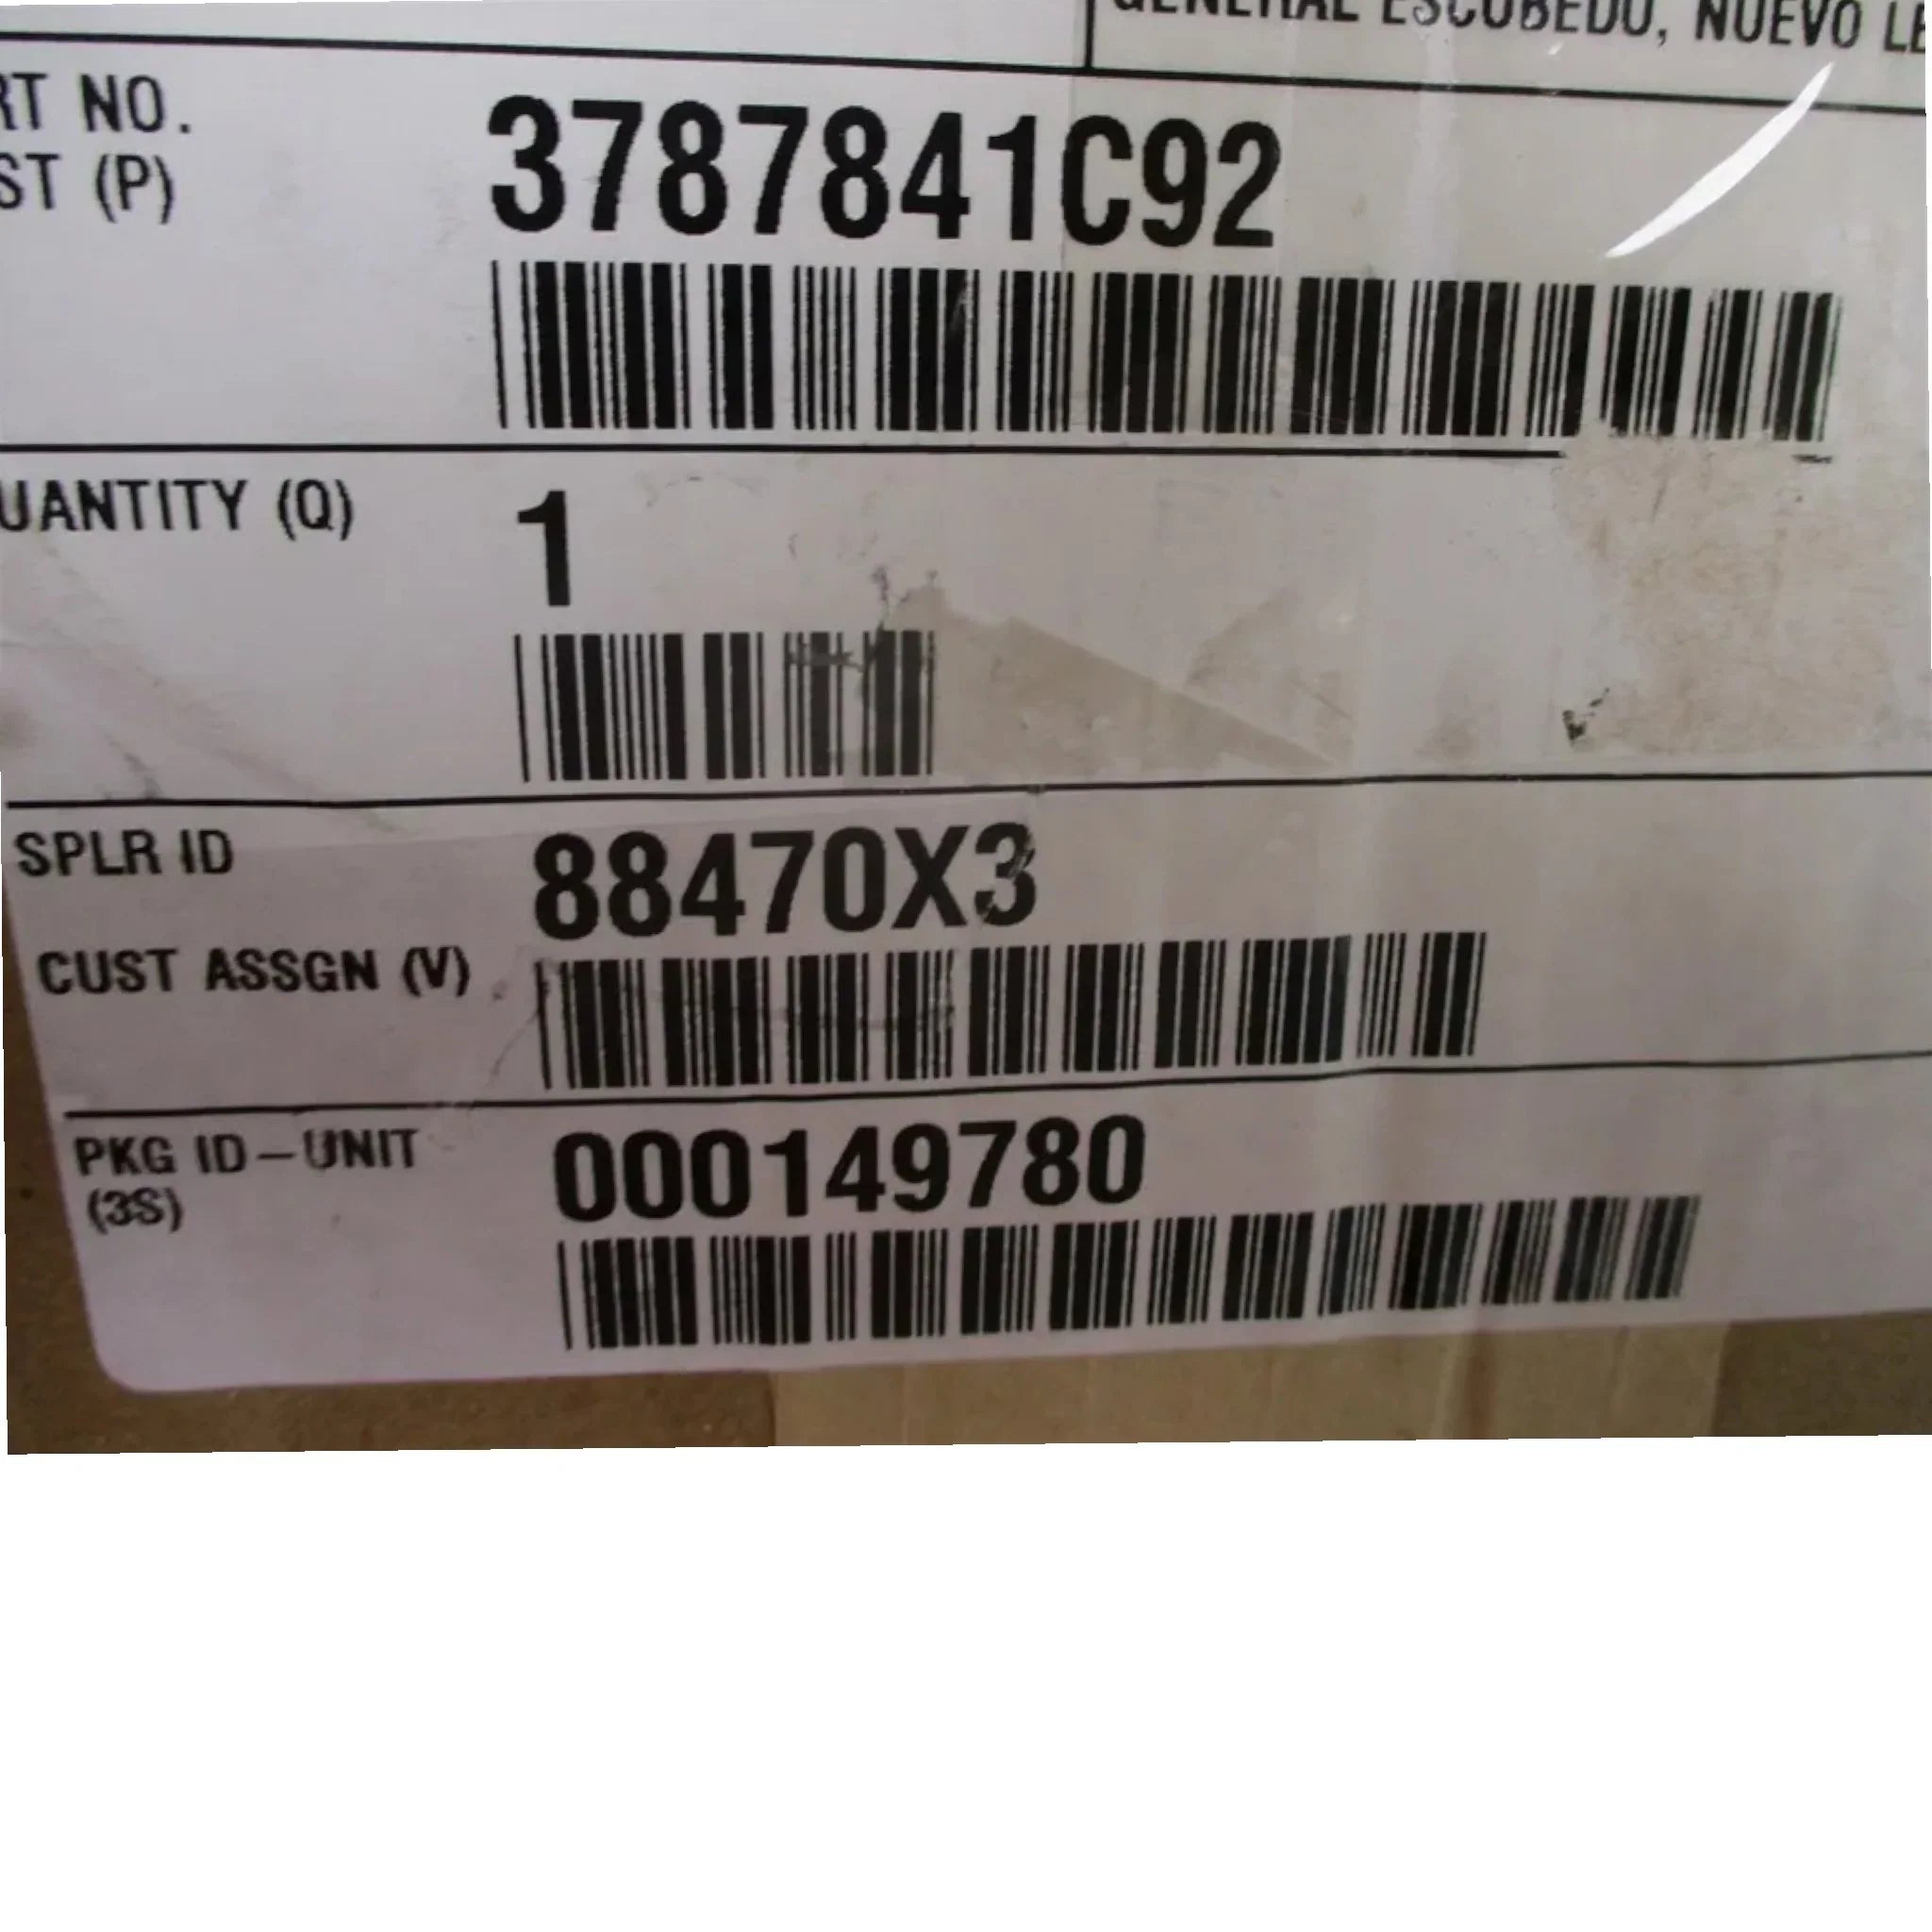 GENERAL ESCOBEDO, NUEVO LE
RT NO.
3787841C92
ST (P)
UANTITY (Q)
1
SPLR ID
88470X3
CUST ASSGN (V)
PKG ID-UNIT
000149780
(3S)